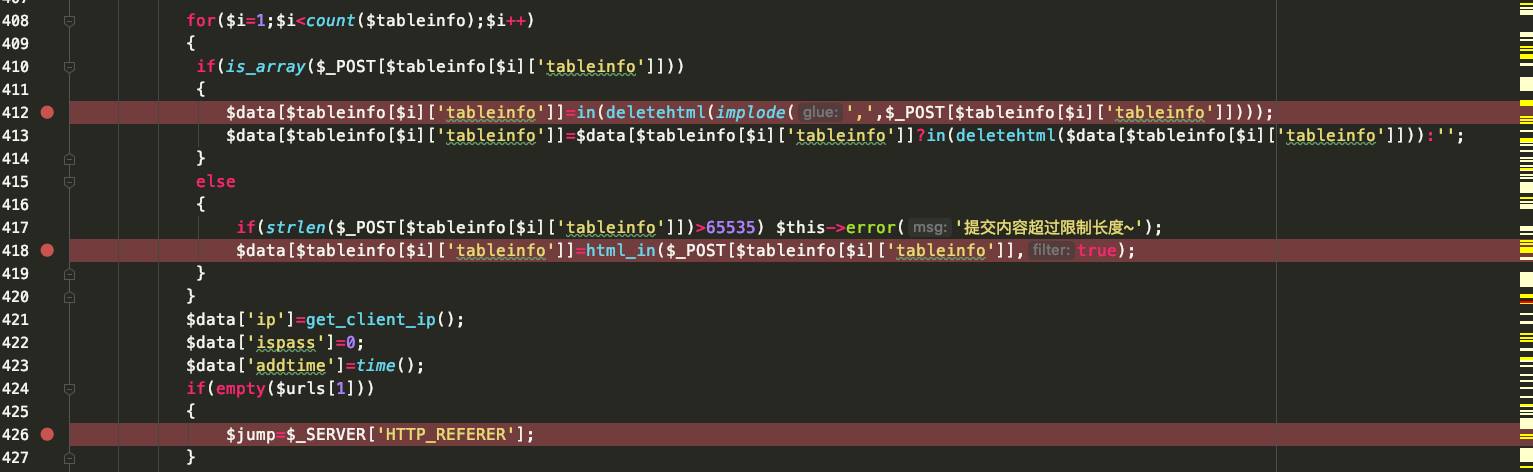 408 for($i=1;$i<count($tableinfo);$i++)
409 {
410 if(is_array($_POST[$tableinfo[$i]['tableinfo']]))
411 {
412 $data[$tableinfo[$i]['tableinfo']]=in(deletehtml(implode( glue: ',',$_POST[$tableinfo[$i]['tableinfo']])));
413 $data[$tableinfo[$i]['tableinfo']]=$data[$tableinfo[$i]['tableinfo']]?in(deletehtml($data[$tableinfo[$i]['tableinfo']])):'';
414 }
415 else
416 {
417 if(strlen($_POST[$tableinfo[$i]['tableinfo']])>65535) $this->error( msg: '提交内容超过限制长度~');
418 $data[$tableinfo[$i]['tableinfo']]=html_in($_POST[$tableinfo[$i]['tableinfo']], filter: true);
419 }
420 }
421 $data['ip']=get_client_ip();
422 $data['ispass']=0;
423 $data['addtime']=time();
424 if(empty($urls[1]))
425 {
426 $jump=$_SERVER['HTTP_REFERER'];
427 }